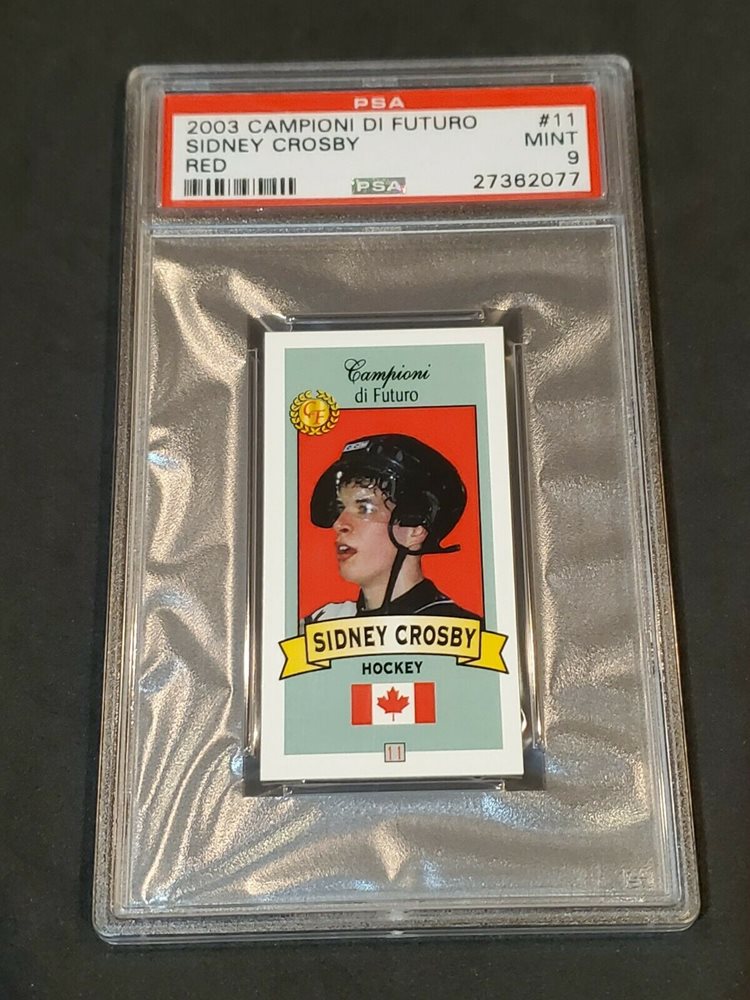 PSA
2003 CAMPIONI DI FUTURO #11
SIDNEY CROSBY MINT
RED 9
PSA 27362077
Campioni
di Futuro
CF
SIDNEY CROSBY
HOCKEY
11